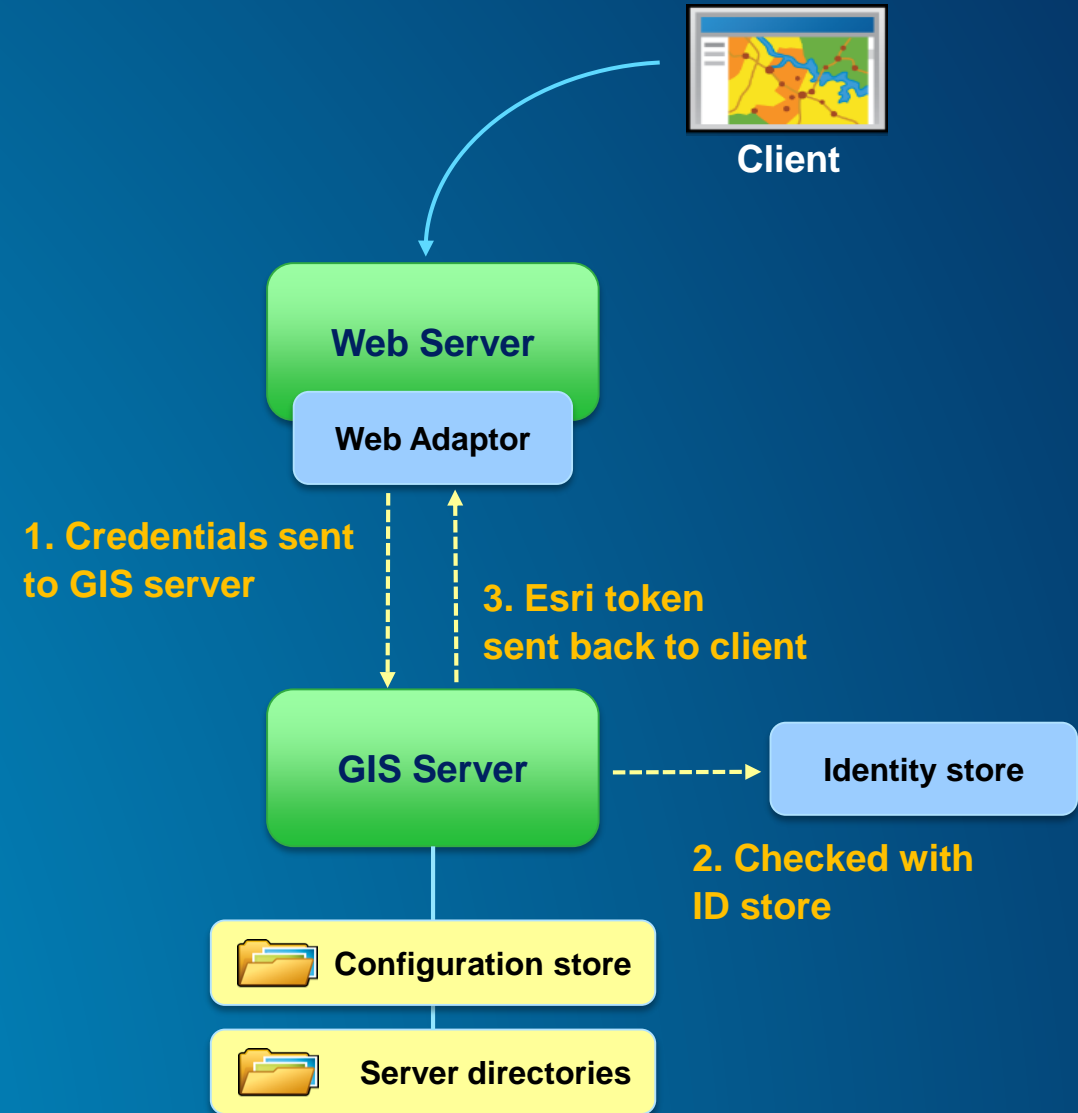 Client
Web Server
Web Adaptor
1. Credentials sent
to GIS server
3. Esri token
sent back to client
GIS Server
Identity store
2. Checked with
ID store
Configuration store
Server directories